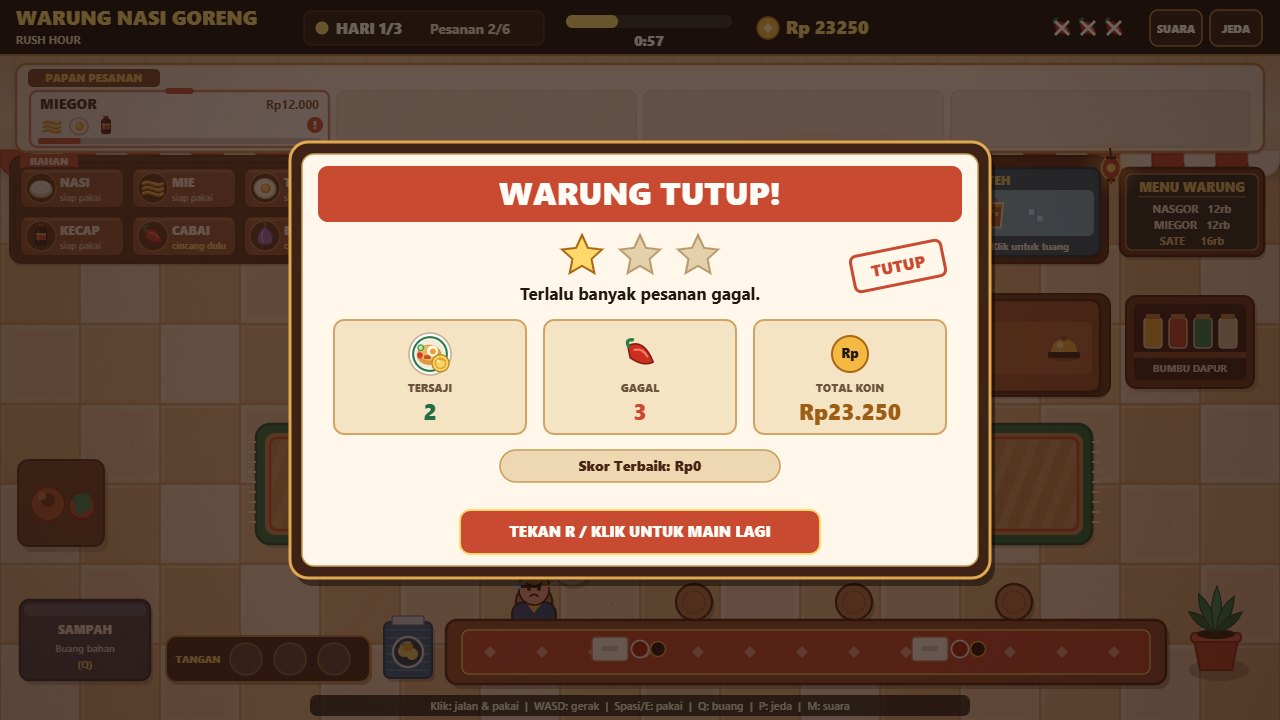 WARUNG NASI GORENG
RUSH HOUR
HARI 1/3
Pesanan 2/6
0:57
Rp 23250
SUARA
JEDA
PAPAN PESANAN
MIEGOR
Rp12.000
!
BAHAN
NASI
siap pakai
MIE
siap pakai
KECAP
siap pakai
CABAI
cincang dulu
TEH
Klik untuk tuang
MENU WARUNG
NASGOR 12rb
MIEGOR 12rb
SATE 16rb
BUMBU DAPUR
WARUNG TUTUP!
TUTUP
Terlalu banyak pesanan gagal.
TERSAJI
2
GAGAL
3
Rp
TOTAL KOIN
Rp23.250
Skor Terbaik: Rp0
TEKAN R / KLIK UNTUK MAIN LAGI
SAMPAH
Buang bahan
(Q)
TANGAN
Klik: jalan & pakai | WASD: gerak | Spasi/E: pakai | Q: buang | P: jeda | M: suara